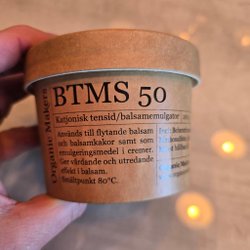 BTMS 50
Katjonisk tensid/balsamemulgator
Används till flytande balsam
och balsamkakor samt som
emulgeringsmedel i cremer.
Ger vårdande och utredande
effekt i balsam.
Smältpunkt 80°C.
Organic Makers